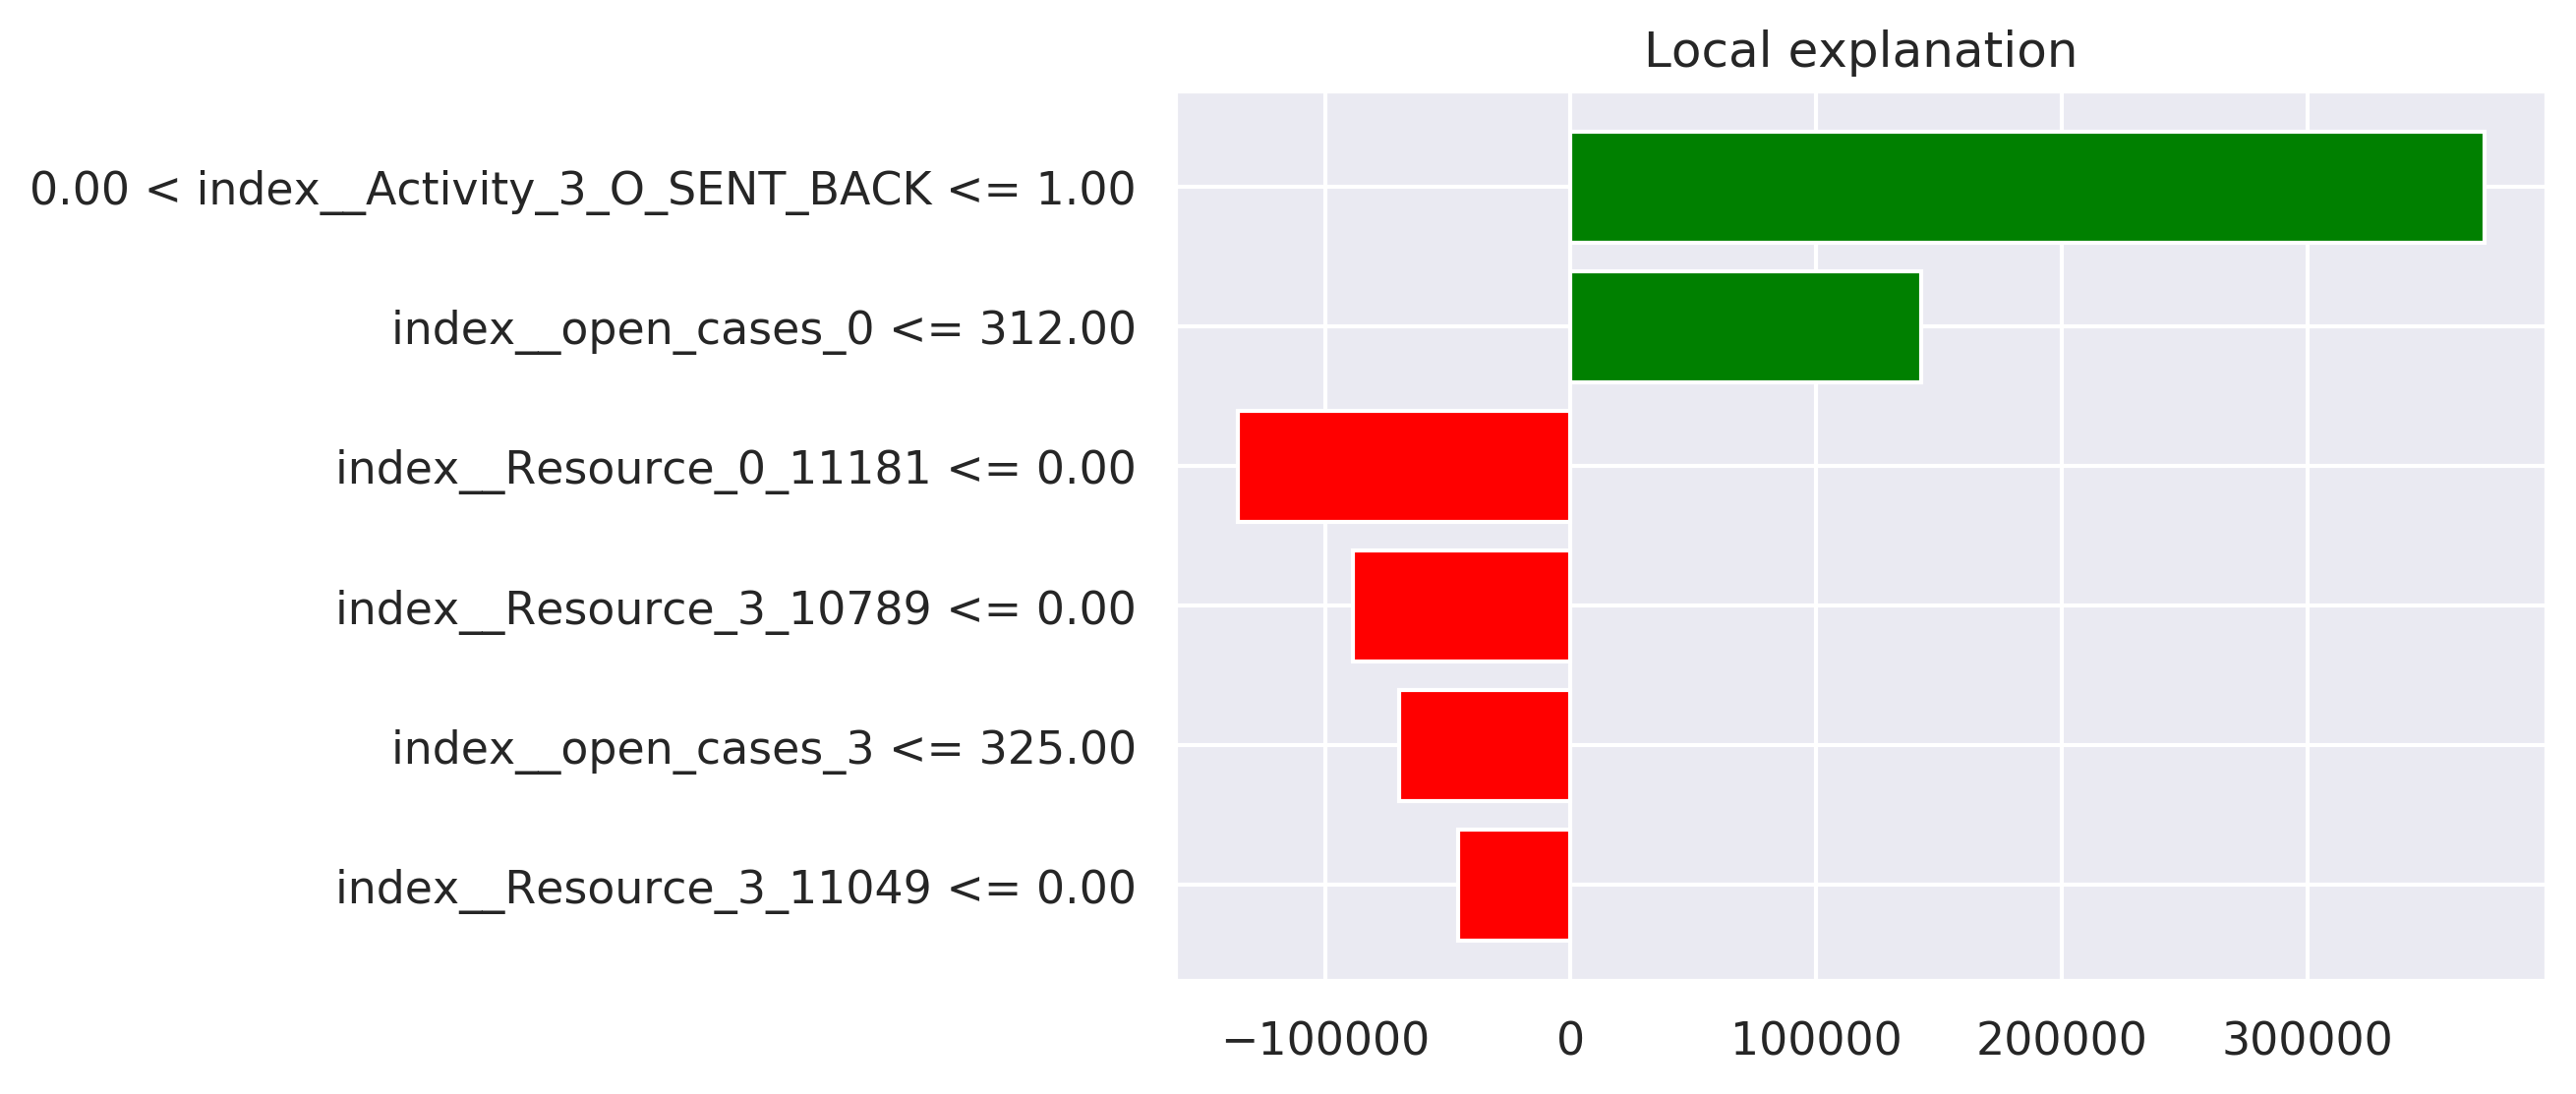 Local explanation
0.00 < index__Activity_3_O_SENT_BACK <= 1.00
index__open_cases_0 <= 312.00
index__Resource_0_11181 <= 0.00
index__Resource_3_10789 <= 0.00
index__open_cases_3 <= 325.00
index__Resource_3_11049 <= 0.00
−100000 0 100000 200000 300000